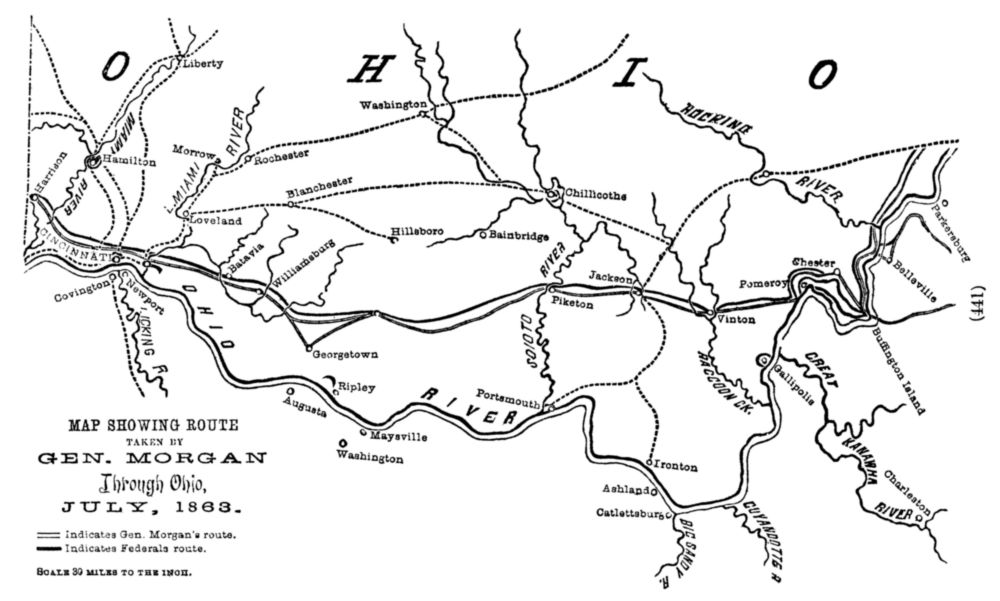 O H I O
Liberty
MIAMI
RIVER
Hamilton
Harrison
Morrow
L. MIAMI RIVER
Rochester
Washington
Blanchester
Loveland
Hillsboro
Chillicothe
Bainbridge
HOCKING
RIVER
Parkersburg
CINCINNATI
Covington
Newport
LICKING R.
Batavia
Williamsburg
Georgetown
OHIO
RIVER
SCIOTO
RIVER
Piketon
Jackson
Vinton
RACCOON CK.
Pomeroy
Chester
Belleville
Buffington Island
Gallipolis
GREAT
KANAWHA
RIVER
Charleston
Ripley
Augusta
Maysville
Washington
Portsmouth
Ironton
Ashland
Catlettsburg
BIG SANDY R.
GUYANDOTTE R
(441)
MAP SHOWING ROUTE
TAKEN BY
GEN. MORGAN
Through Ohio,
JULY, 1863.
Indicates Gen. Morgan's route.
Indicates Federals route.
SCALE 30 MILES TO THE INCH.